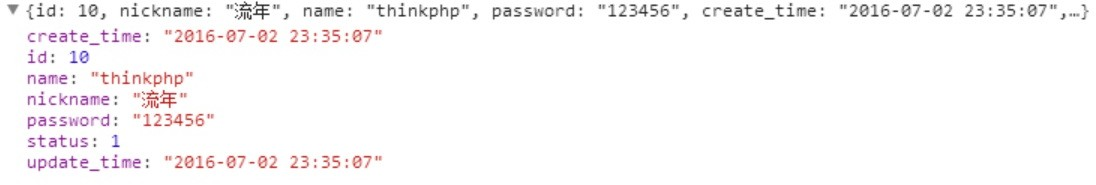 ▼{id: 10, nickname: "流年", name: "thinkphp", password: "123456", create_time: "2016-07-02 23:35:07",…}
create_time: "2016-07-02 23:35:07"
id: 10
name: "thinkphp"
nickname: "流年"
password: "123456"
status: 1
update_time: "2016-07-02 23:35:07"